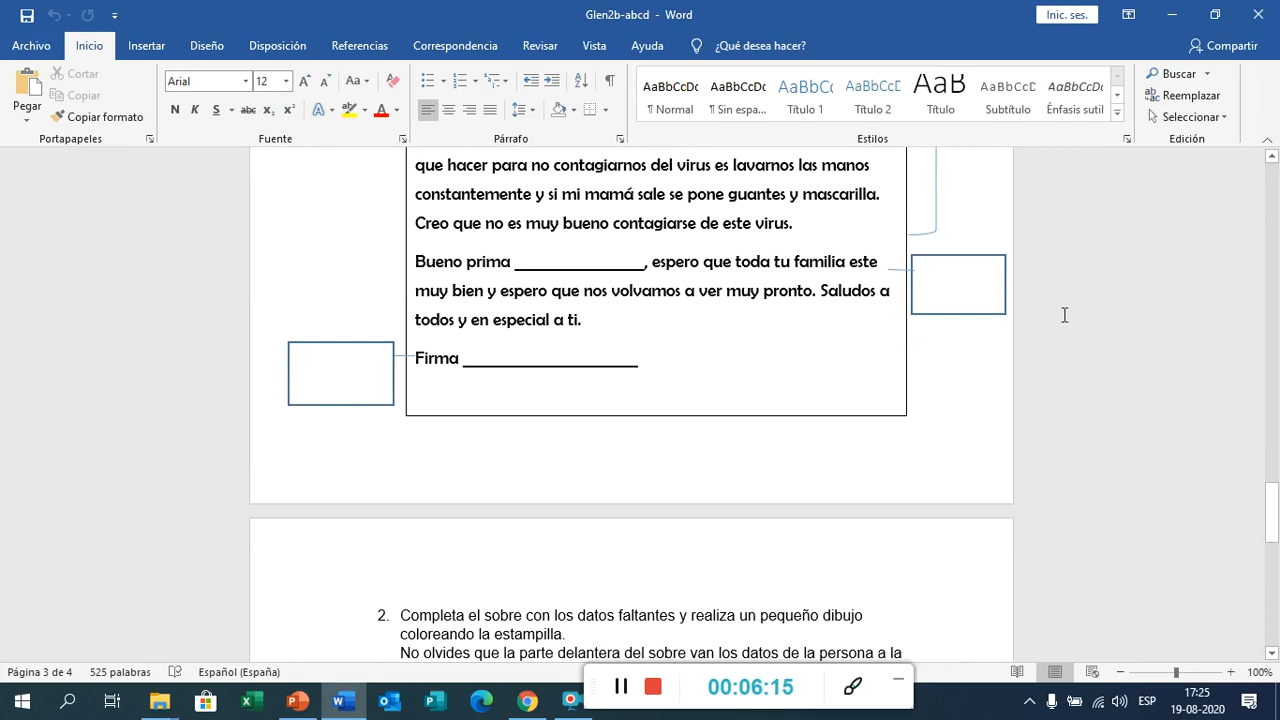 Glen2b-abcd - Word
Inic. ses.
Archivo Inicio Insertar Diseño Disposición Referencias Correspondencia Revisar Vista Ayuda ¿Qué desea hacer? Compartir
Pegar
Cortar
Copiar
Copiar formato
Portapapeles
Arial 12 Aa
N K S abc x₂ x²
Fuente
Párrafo
AaBbCcDc AaBbCcDc AaBbCc AaBbCcD AaB AaBbCcD AaBbCcDc
¶ Normal ¶ Sin espa... Título 1 Título 2 Título Subtítulo Énfasis sutil
Estilos
Buscar
Reemplazar
Seleccionar
Edición
que hacer para no contagiarnos del virus es lavarnos las manos
constantemente y si mi mamá sale se pone guantes y mascarilla.
Creo que no es muy bueno contagiarse de este virus.
Bueno prima ______________, espero que toda tu familia este
muy bien y espero que nos volvamos a ver muy pronto. Saludos a
todos y en especial a ti.
Firma ___________________
2. Completa el sobre con los datos faltantes y realiza un pequeño dibujo
coloreando la estampilla.
No olvides que la parte delantera del sobre van los datos de la persona a la
Página 3 de 4 525 palabras Español (España) 100%
00:06:15
ESP
17:25
19-08-2020